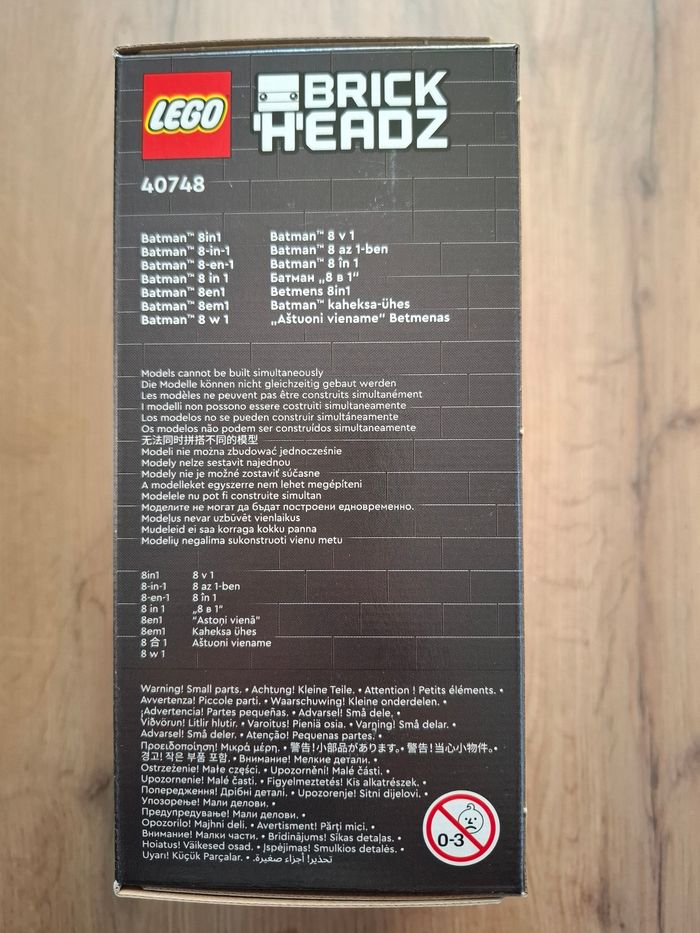 LEGO
BRICK
HEADZ
40748
Batman™ 8in1
Batman™ 8-in-1
Batman™ 8-en-1
Batman™ 8 in 1
Batman™ 8en1
Batman™ 8em1
Batman™ 8 w 1
Batman™ 8 v 1
Batman™ 8 az 1-ben
Batman™ 8 în 1
Батман „8 в 1“
Betmens 8in1
Batman™ kaheksa-ühes
„Aštuoni viename“ Betmenas
Models cannot be built simultaneously
Die Modelle können nicht gleichzeitig gebaut werden
Les modèles ne peuvent pas être construits simultanément
I modelli non possono essere costruiti simultaneamente
Los modelos no se pueden construir simultáneamente
Os modelos não podem ser construídos simultaneamente
无法同时拼搭不同的模型
Modeli nie można zbudować jednocześnie
Modely nelze sestavit najednou
Modely nie je možné zostaviť súčasne
A modelleket egyszerre nem lehet megépíteni
Modelele nu pot fi construite simultan
Моделите не могат да бъдат построени едновременно.
Modeļus nevar uzbūvēt vienlaikus
Mudeleid ei saa korraga kokku panna
Modelių negalima sukonstruoti vienu metu
8in1
8-in-1
8-en-1
8 in 1
8en1
8em1
8 合 1
8 w 1
8 v 1
8 az 1-ben
8 în 1
„8 в 1“
“Astoņi vienā”
Kaheksa ühes
Aštuoni viename
Warning! Small parts. • Achtung! Kleine Teile. • Attention ! Petits éléments. •
Avvertenza! Piccole parti. • Waarschuwing! Kleine onderdelen. •
¡Advertencia! Partes pequeñas. • Advarsel! Små dele. •
Viðvörun! Litlir hlutir. • Varoitus! Pieniä osia. • Varning! Små delar. •
Advarsel! Små deler. • Atenção! Pequenas partes. •
Προειδοποίηση! Μικρά μέρη. • 警告!小部品があります。• 警告!当心小物件。•
경고! 작은 부품 포함. • Внимание! Мелкие детали. •
Ostrzeżenie! Małe części. • Upozornění! Malé části. •
Upozornenie! Malé časti. • Figyelmeztetés! Kis alkatrészek. •
Попередження! Дрібні деталі. • Upozorenje! Sitni dijelovi. •
Упозорење! Мали делови. •
Предупредување! Мали делови. •
Opozorilo! Majhni deli. • Avertisment! Părți mici. •
Внимание! Малки части. • Brīdinājums! Sīkas detaļas. •
Hoiatus! Väikesed osad. • Įspėjimas! Smulkios detalės. •
Uyarı! Küçük Parçalar. • تحذير! أجزاء صغيرة.
0-3